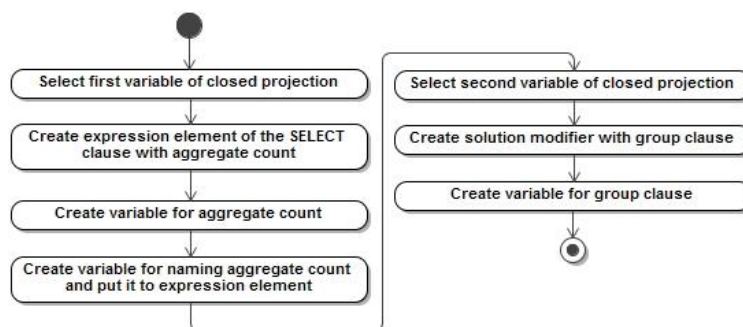 Select first variable of closed projection
Create expression element of the SELECT
clause with aggregate count
Create variable for aggregate count
Create variable for naming aggregate count
and put it to expression element
Select second variable of closed projection
Create solution modifier with group clause
Create variable for group clause